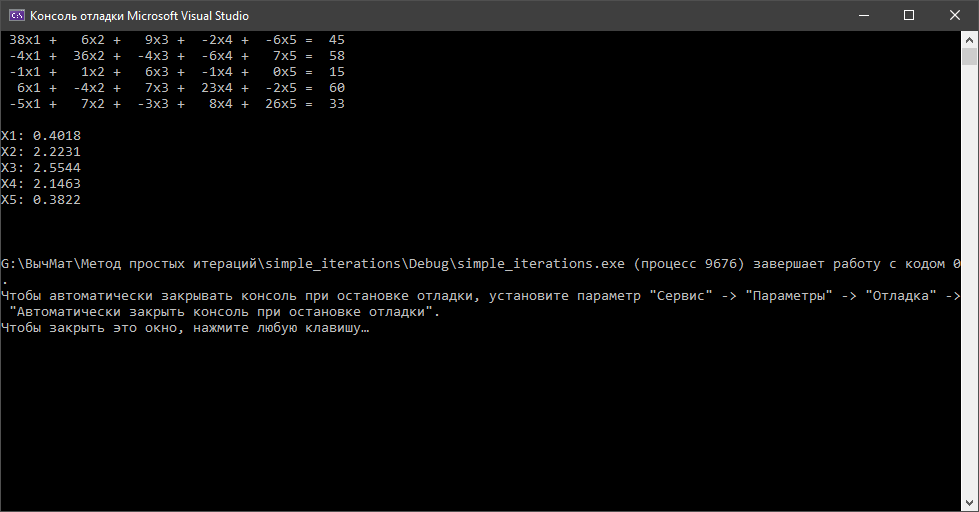 Консоль отладки Microsoft Visual Studio
38x1 + 6x2 + 9x3 + -2x4 + -6x5 = 45
-4x1 + 36x2 + -4x3 + -6x4 + 7x5 = 58
-1x1 + 1x2 + 6x3 + -1x4 + 0x5 = 15
6x1 + -4x2 + 7x3 + 23x4 + -2x5 = 60
-5x1 + 7x2 + -3x3 + 8x4 + 26x5 = 33
X1: 0.4018
X2: 2.2231
X3: 2.5544
X4: 2.1463
X5: 0.3822
G:\ВычМат\Метод простых итераций\simple_iterations\Debug\simple_iterations.exe (процесс 9676) завершает работу с кодом 0
.
Чтобы автоматически закрывать консоль при остановке отладки, установите параметр "Сервис" -> "Параметры" -> "Отладка" ->
"Автоматически закрыть консоль при остановке отладки".
Чтобы закрыть это окно, нажмите любую клавишу…